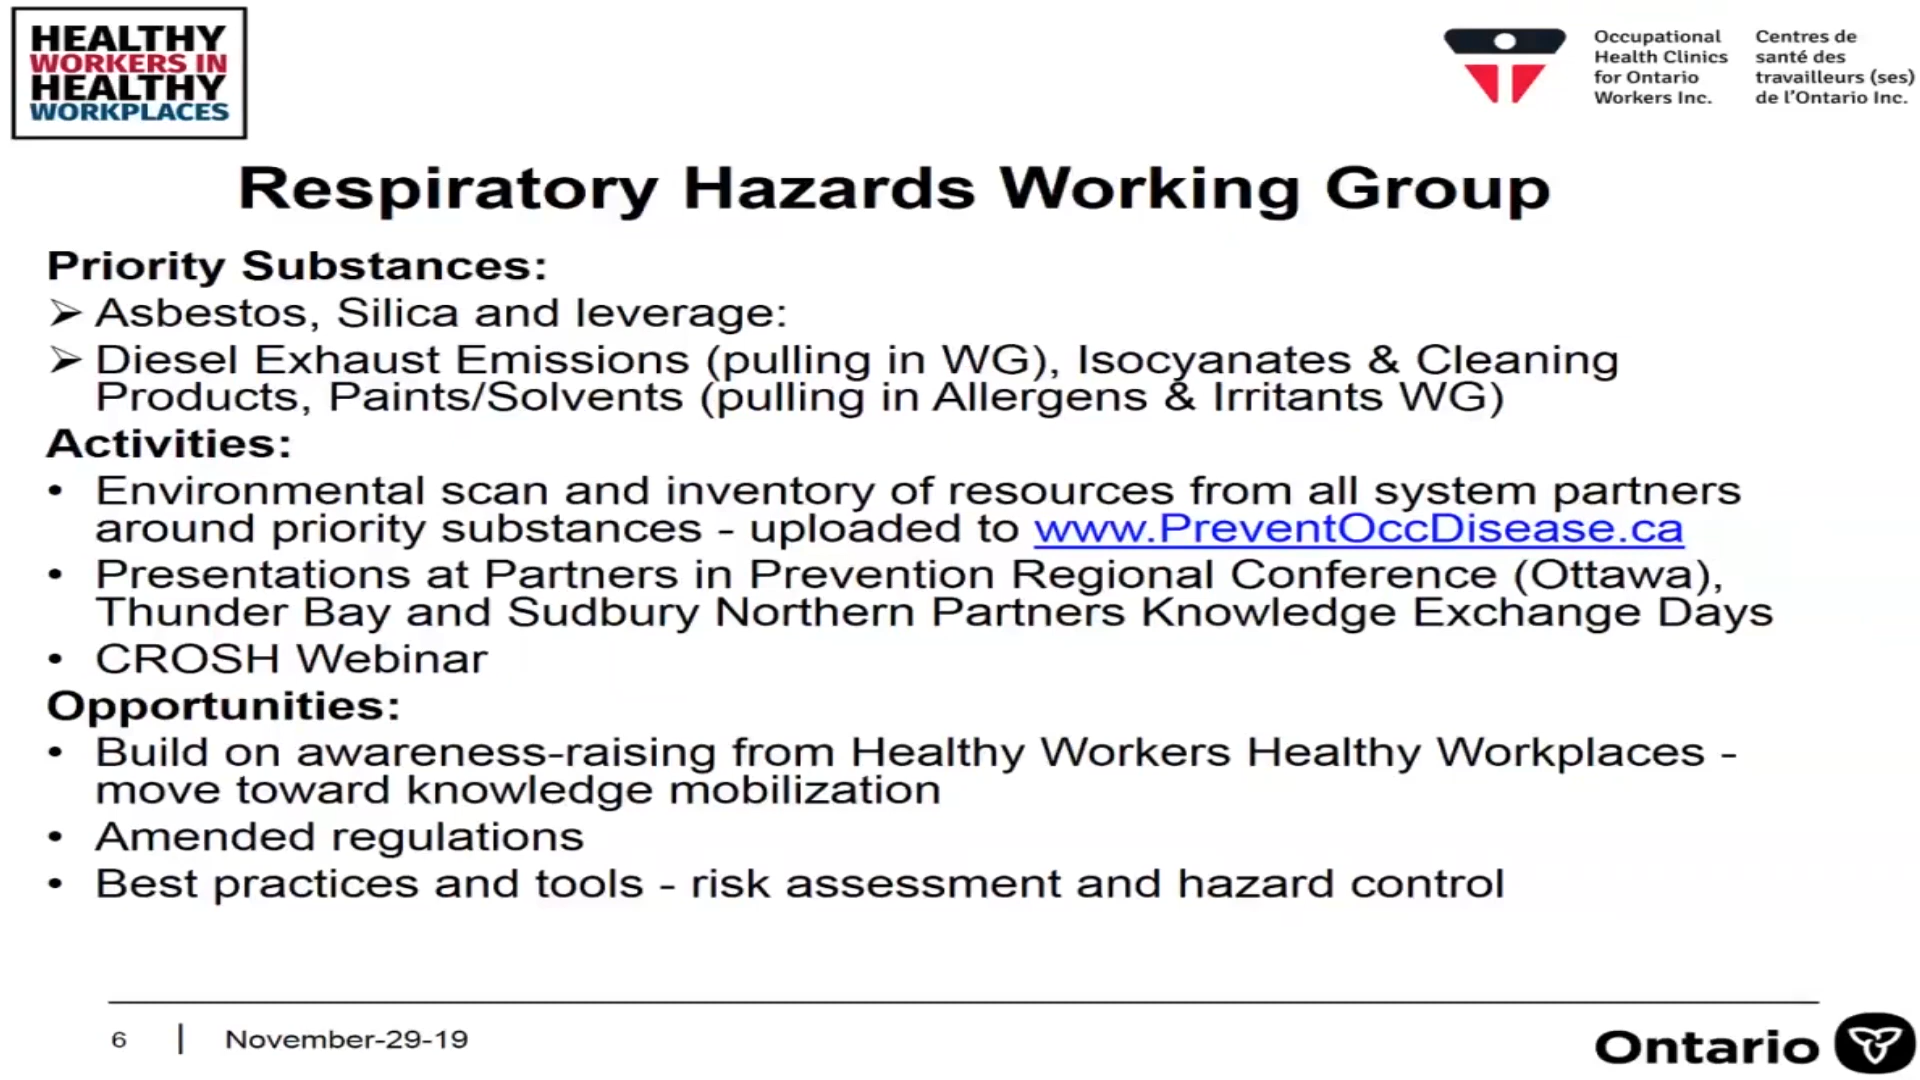 HEALTHY
WORKERS IN
HEALTHY
WORKPLACES
Occupational
Health Clinics
for Ontario
Workers Inc.
Centres de
santé des
travailleurs (ses)
de l'Ontario Inc.
Respiratory Hazards Working Group
Priority Substances:
➢ Asbestos, Silica and leverage:
➢ Diesel Exhaust Emissions (pulling in WG), Isocyanates & Cleaning
Products, Paints/Solvents (pulling in Allergens & Irritants WG)
Activities:
• Environmental scan and inventory of resources from all system partners
around priority substances - uploaded to www.PreventOccDisease.ca
• Presentations at Partners in Prevention Regional Conference (Ottawa),
Thunder Bay and Sudbury Northern Partners Knowledge Exchange Days
• CROSH Webinar
Opportunities:
• Build on awareness-raising from Healthy Workers Healthy Workplaces -
move toward knowledge mobilization
• Amended regulations
• Best practices and tools - risk assessment and hazard control
6 | November-29-19
Ontario